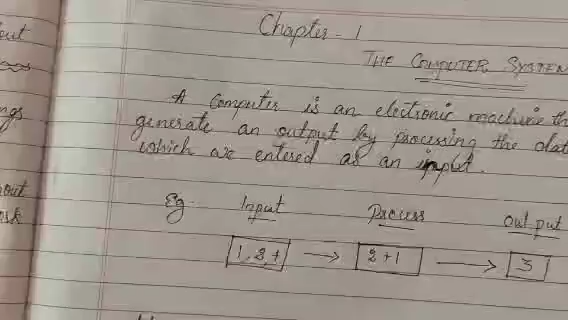 Chapter - 1
THE COMPUTER SYSTEM
A Computer is an electronic machine th
generate an output by processing the dat
which are entered as an input.
Eg Input Process Output
1, 2, + → 2+1 → 3